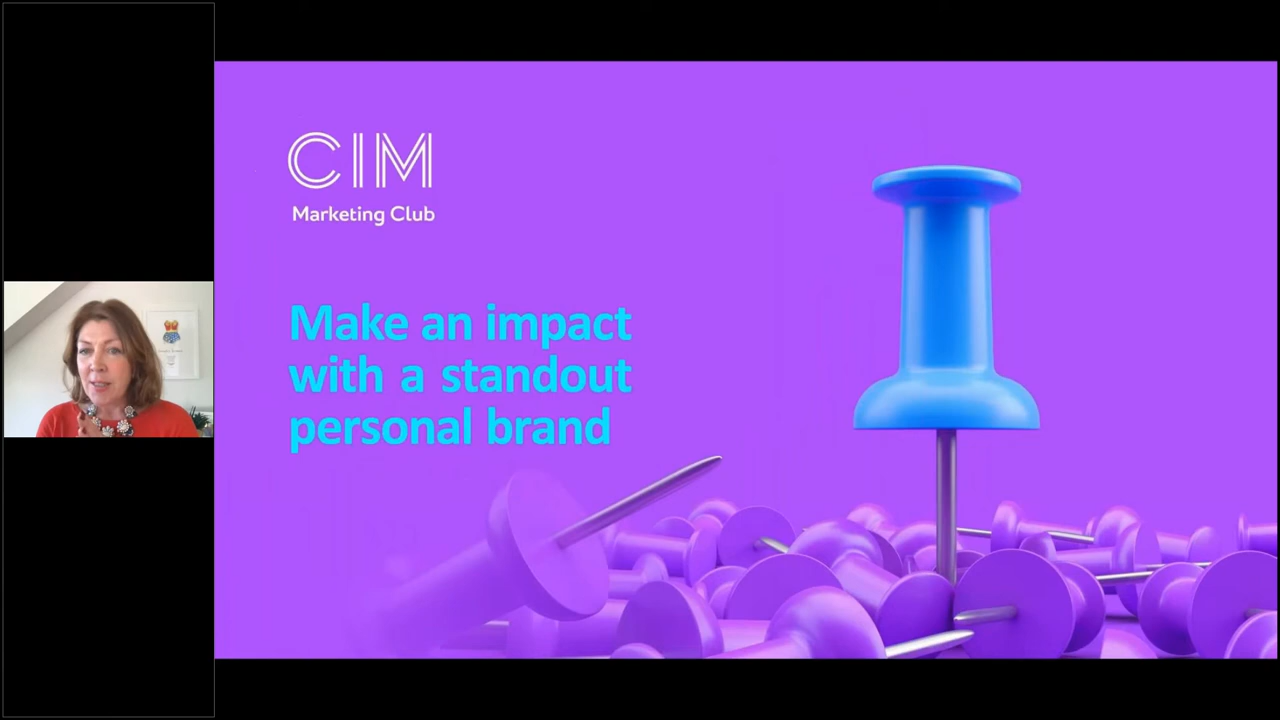 CIM
Marketing Club
Make an impact
with a standout
personal brand